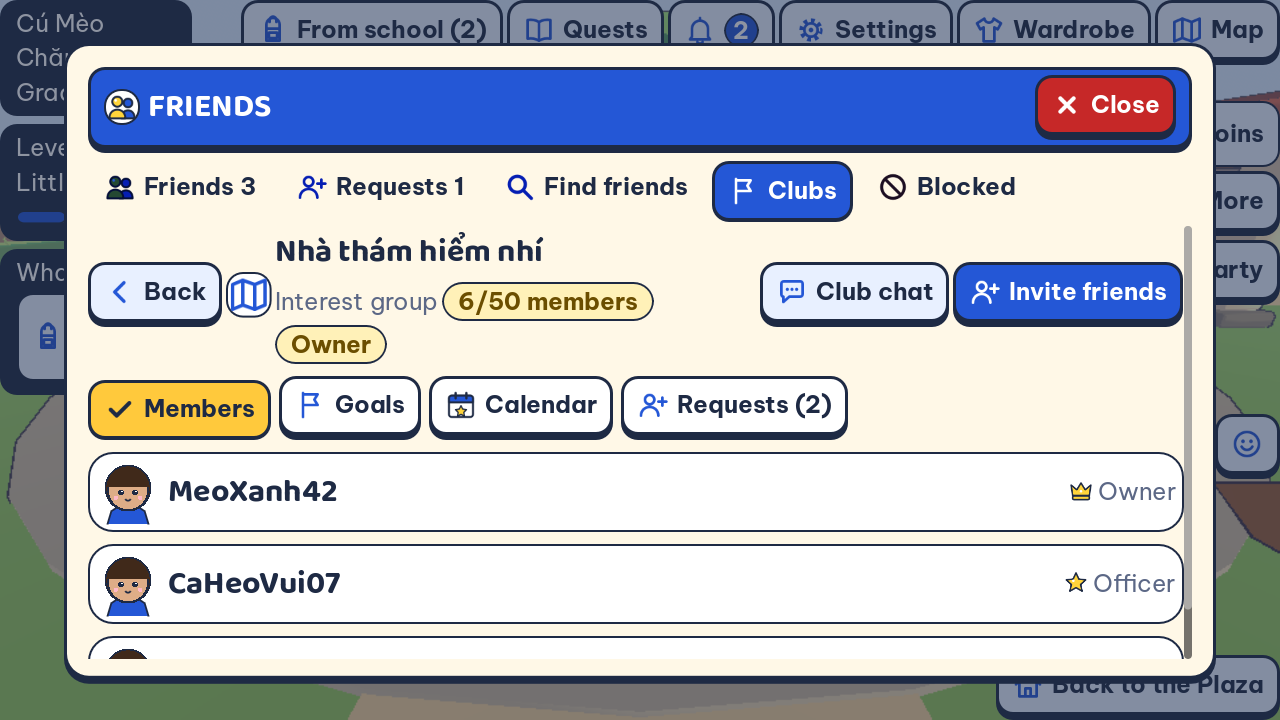 Cú Mèo
From school (2)
Quests
2
Settings
Wardrobe
Map
FRIENDS
Close
Friends 3
Requests 1
Find friends
Clubs
Blocked
Back
Nhà thám hiểm nhí
Interest group
6/50 members
Owner
Club chat
Invite friends
Members
Goals
Calendar
Requests (2)
MeoXanh42
Owner
CaHeoVui07
Officer
Back to the Plaza